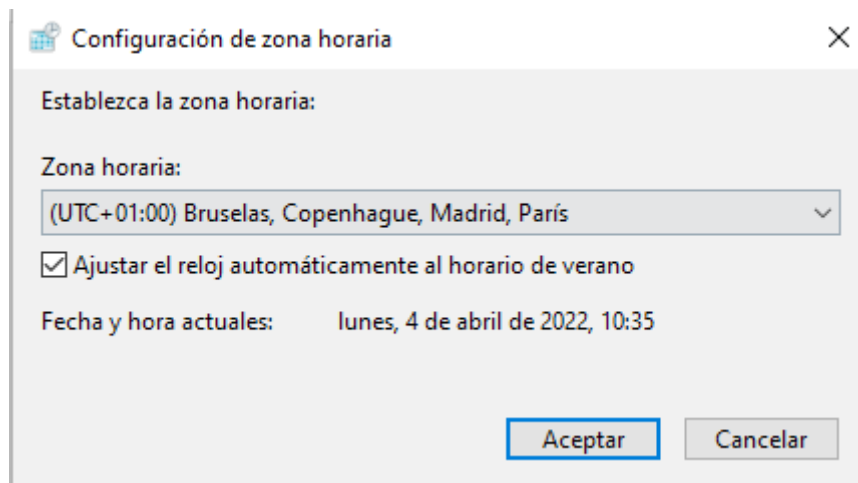 Configuración de zona horaria
Establezca la zona horaria:
Zona horaria:
(UTC+01:00) Bruselas, Copenhague, Madrid, París
Ajustar el reloj automáticamente al horario de verano
Fecha y hora actuales: lunes, 4 de abril de 2022, 10:35
Aceptar Cancelar